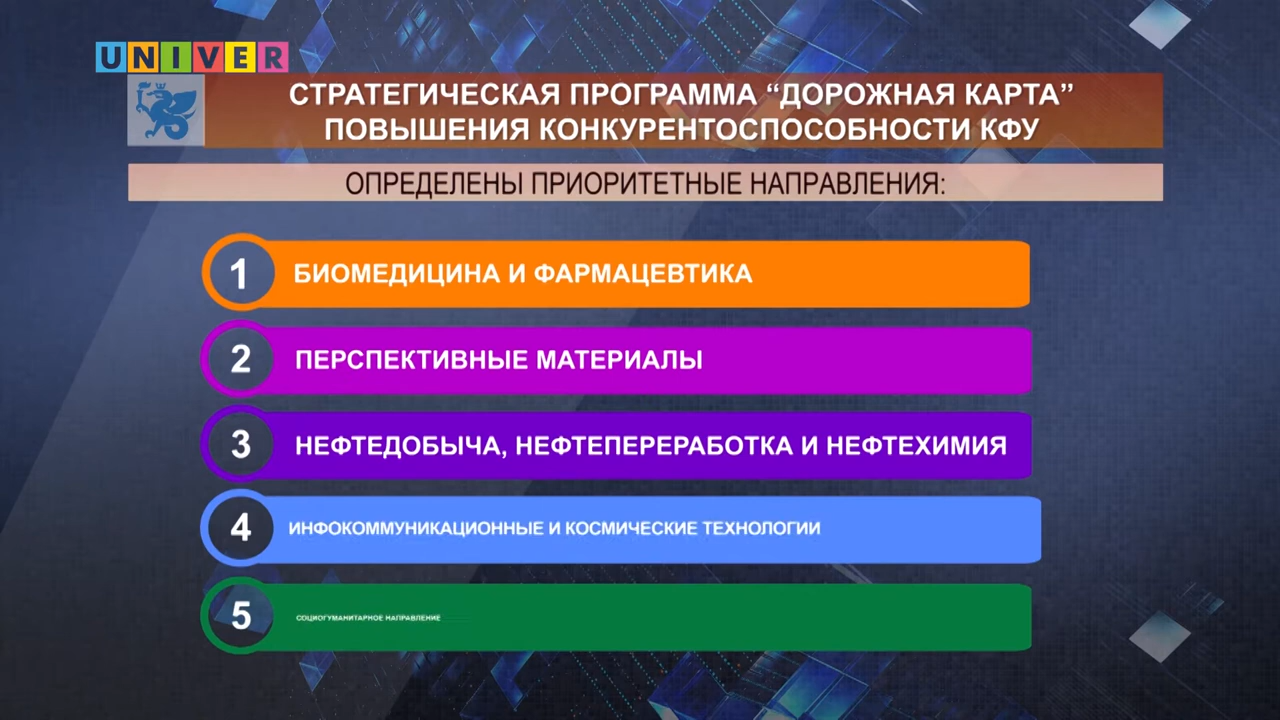 UNIVER
СТРАТЕГИЧЕСКАЯ ПРОГРАММА “ДОРОЖНАЯ КАРТА”
ПОВЫШЕНИЯ КОНКУРЕНТОСПОСОБНОСТИ КФУ
ОПРЕДЕЛЕНЫ ПРИОРИТЕТНЫЕ НАПРАВЛЕНИЯ:
1 БИОМЕДИЦИНА И ФАРМАЦЕВТИКА
2 ПЕРСПЕКТИВНЫЕ МАТЕРИАЛЫ
3 НЕФТЕДОБЫЧА, НЕФТЕПЕРЕРАБОТКА И НЕФТЕХИМИЯ
4 ИНФОКОММУНИКАЦИОННЫЕ И КОСМИЧЕСКИЕ ТЕХНОЛОГИИ
5 СОЦИОГУМАНИТАРНОЕ НАПРАВЛЕНИЕ